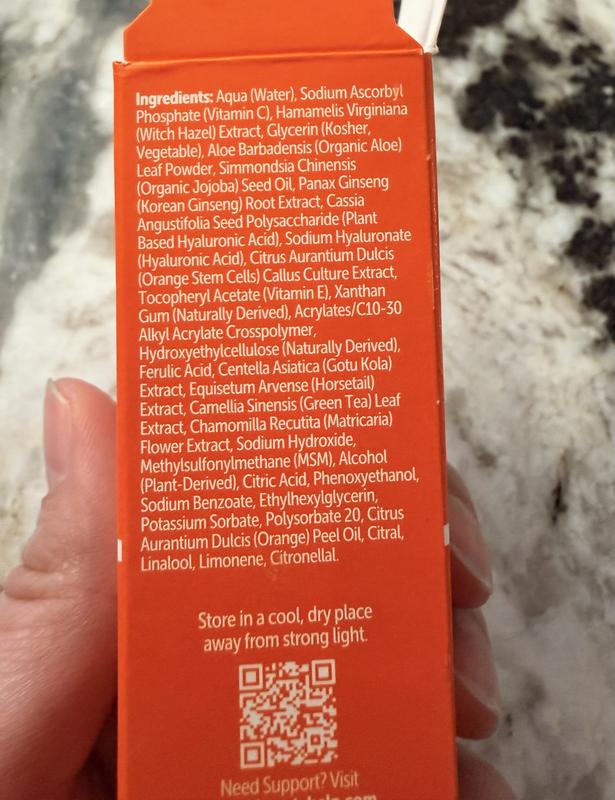 Ingredients: Aqua (Water), Sodium Ascorbyl
Phosphate (Vitamin C), Hamamelis Virginiana
(Witch Hazel) Extract, Glycerin (Kosher,
Vegetable), Aloe Barbadensis (Organic Aloe)
Leaf Powder, Simmondsia Chinensis
(Organic Jojoba) Seed Oil, Panax Ginseng
(Korean Ginseng) Root Extract, Cassia
Angustifolia Seed Polysaccharide (Plant
Based Hyaluronic Acid), Sodium Hyaluronate
(Hyaluronic Acid), Citrus Aurantium Dulcis
(Orange Stem Cells) Callus Culture Extract,
Tocopheryl Acetate (Vitamin E), Xanthan
Gum (Naturally Derived), Acrylates/C10-30
Alkyl Acrylate Crosspolymer,
Hydroxyethylcellulose (Naturally Derived),
Ferulic Acid, Centella Asiatica (Gotu Kola)
Extract, Equisetum Arvense (Horsetail)
Extract, Camellia Sinensis (Green Tea) Leaf
Extract, Chamomilla Recutita (Matricaria)
Flower Extract, Sodium Hydroxide,
Methylsulfonylmethane (MSM), Alcohol
(Plant-Derived), Citric Acid, Phenoxyethanol,
Sodium Benzoate, Ethylhexylglycerin,
Potassium Sorbate, Polysorbate 20, Citrus
Aurantium Dulcis (Orange) Peel Oil, Citral,
Linalool, Limonene, Citronellal.
Store in a cool, dry place
away from strong light.
Need Support? Visit